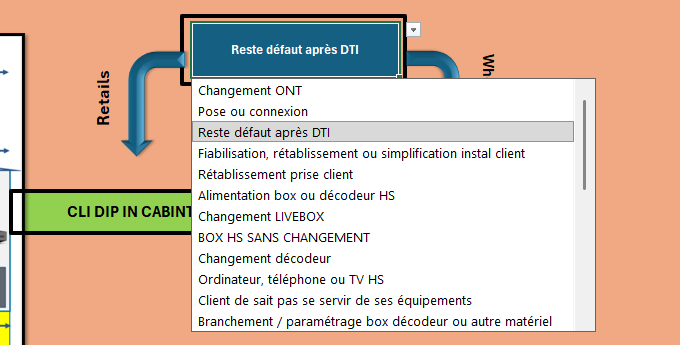 Reste défaut après DTI
Retails
Wh
Changement ONT
Pose ou connexion
Reste défaut après DTI
Fiabilisation, rétablissement ou simplification instal client
Rétablissement prise client
Alimentation box ou décodeur HS
CLI DIP IN CABINT
Changement LIVEBOX
BOX HS SANS CHANGEMENT
Changement décodeur
Ordinateur, téléphone ou TV HS
Client de sait pas se servir de ses équipements
Branchement / paramétrage box décodeur ou autre matériel